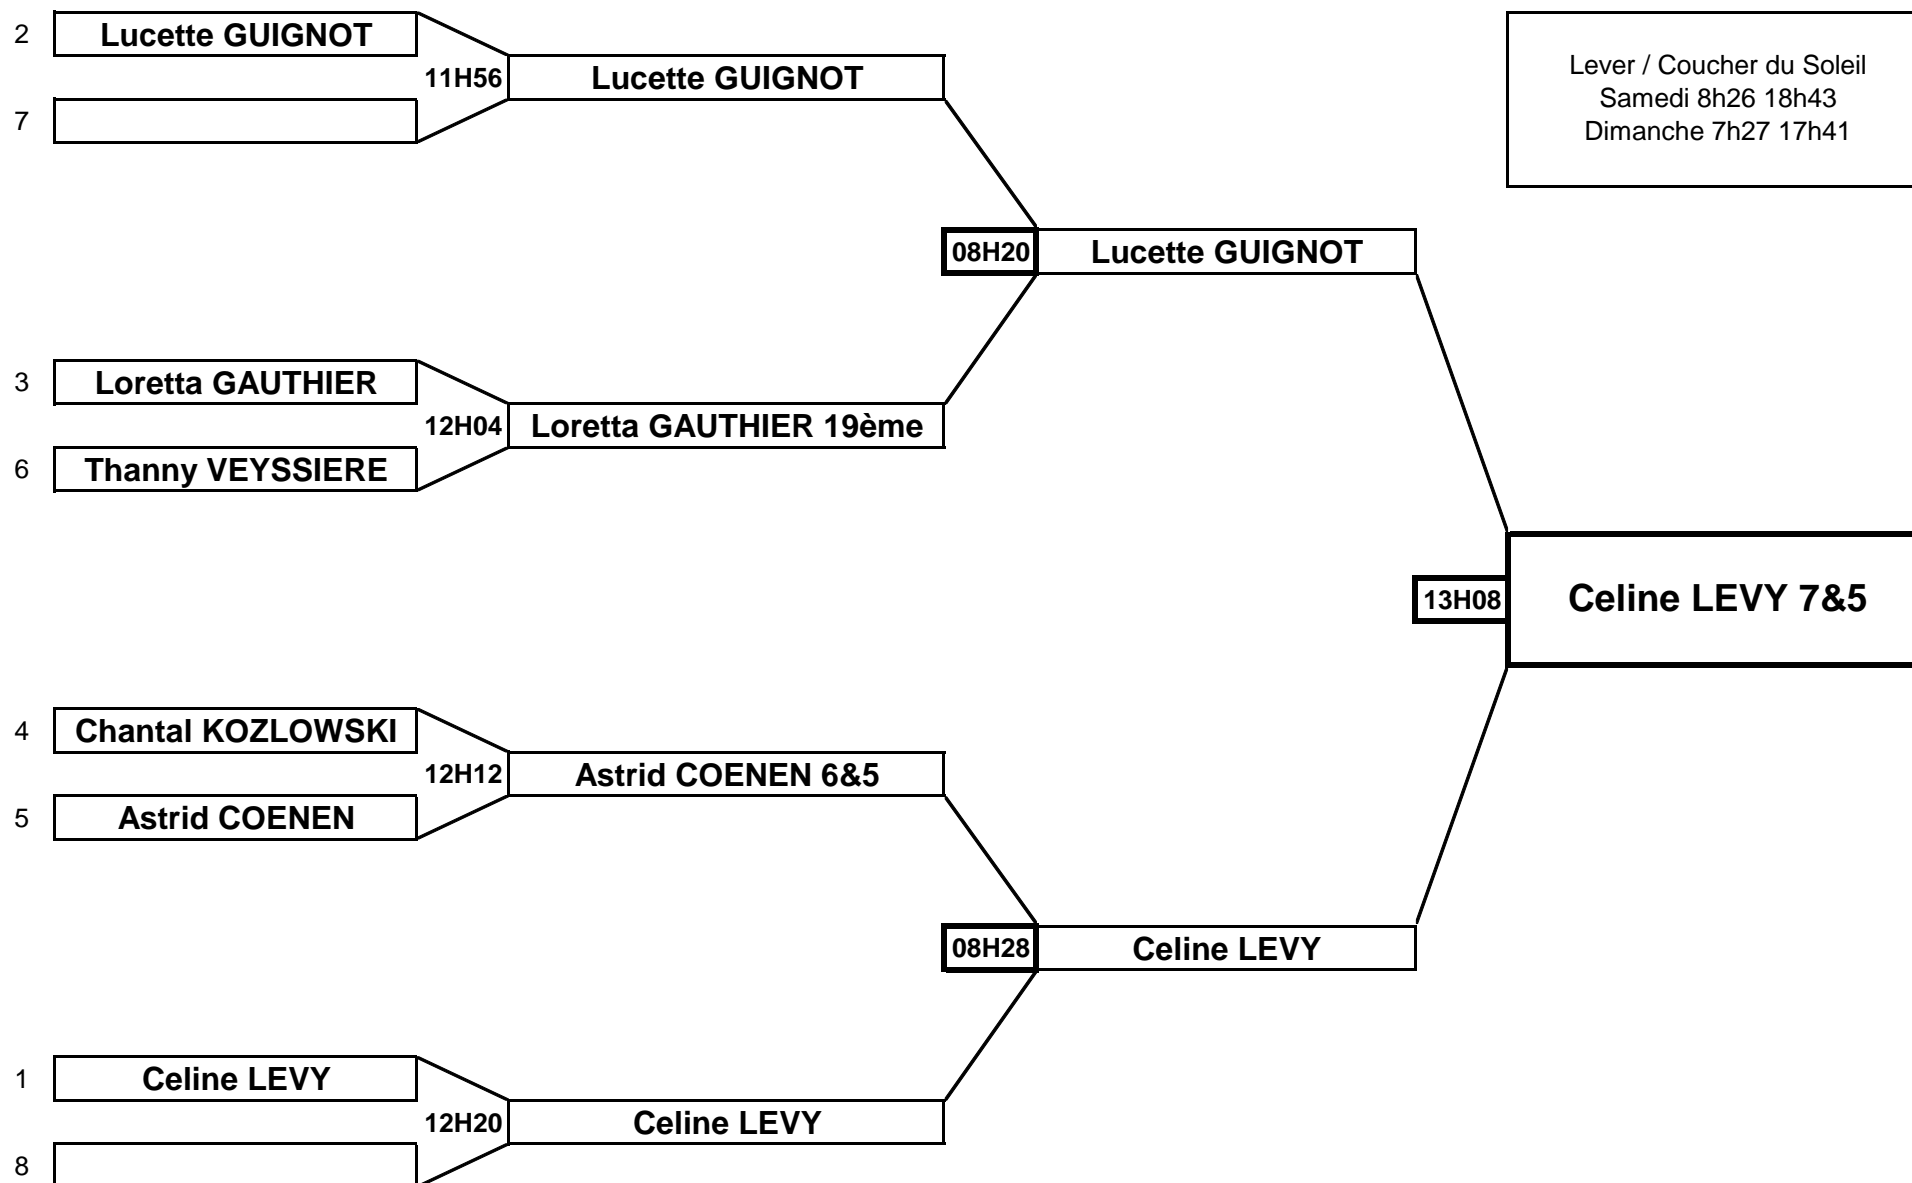 2 Lucette GUIGNOT
11H56 Lucette GUIGNOT
7
Lever / Coucher du Soleil
Samedi 8h26 18h43
Dimanche 7h27 17h41
08H20 Lucette GUIGNOT
3 Loretta GAUTHIER
12H04 Loretta GAUTHIER 19ème
6 Thanny VEYSSIERE
13H08 Celine LEVY 7&5
4 Chantal KOZLOWSKI
12H12 Astrid COENEN 6&5
5 Astrid COENEN
08H28 Celine LEVY
1 Celine LEVY
12H20 Celine LEVY
8